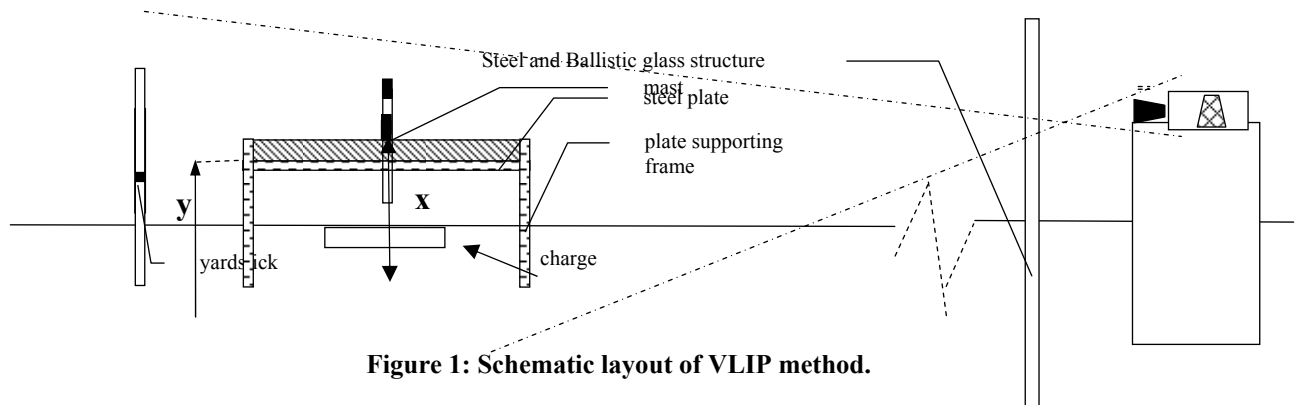 Steel and Ballistic glass structure
mast
steel plate
plate supporting
frame
y
x
yardstick
charge
Figure 1: Schematic layout of VLIP method.